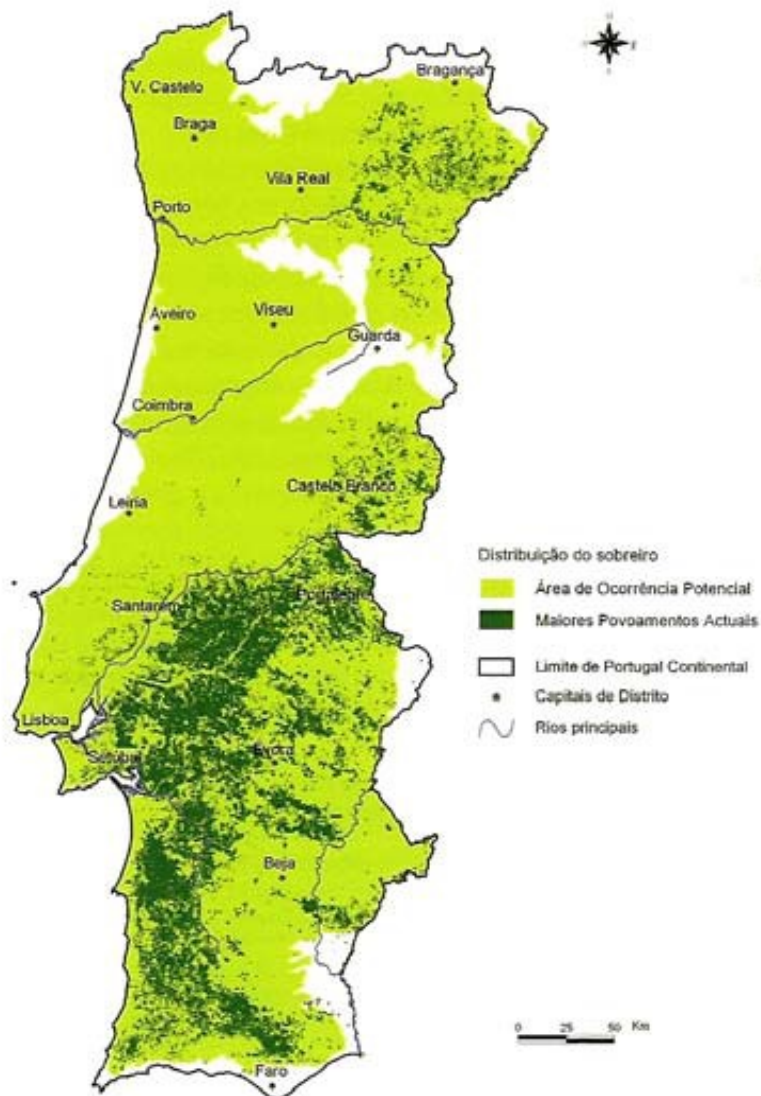 Bragança
V. Castelo
Braga
Vila Real
Porto
Aveiro
Viseu
Guarda
Coimbra
Leiria
Castelo Branco
Santarém
Portalegre
Lisboa
Setúbal
Évora
Beja
Faro
Distribuição do sobreiro
Área de Ocorrência Potencial
Maiores Povoamentos Actuais
Limite de Portugal Continental
Capitais de Distrito
Rios principais
0 25 50 Km